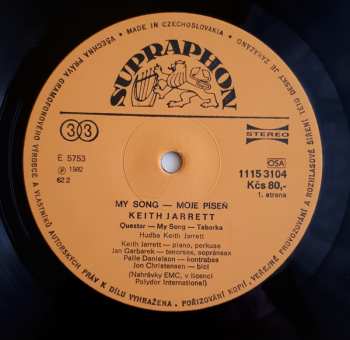 MADE IN CZECHOSLOVAKIA • VŠECHNA PRÁVA GRAMOFONOVÉHO VÝROBCE A VLASTNÍKŮ AUTORSKÝCH PRÁV K DÍLU VYHRAŽENA. POŘIZOVÁNÍ KOPIÍ, VEŘEJNÉ PROVOZOVÁNÍ A ROZHLASOVÉ ŠÍŘENÍ TÉTO DESKY JE ZAKÁZÁNO
SUPRAPHON
33
STEREO
E 5753
℗ 1982
62 2
OSA
1115 3104
Kčs 80,-
1. strana
MY SONG — MOJE PÍSEŇ
KEITH JARRETT
Questar — My Song — Tabarka
Hudba Keith Jarrett
Keith Jarrett — piano, perkuse
Jan Garbarek — tenorsax, sopránsax
Palle Danielson — kontrabas
Jon Christensen — bicí
(Nahrávky EMC, v licenci
Polydor International)